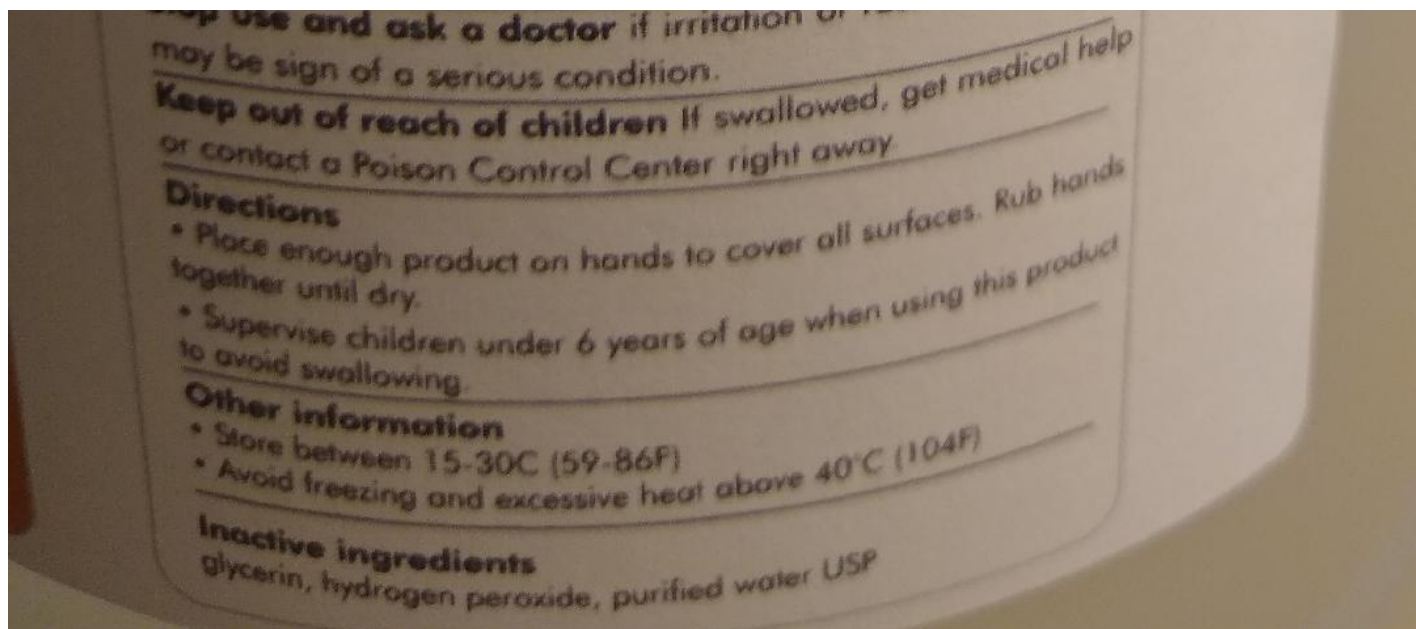 use and ask a doctor if irritation or
may be sign of a serious condition.
Keep out of reach of children If swallowed, get medical help
or contact a Poison Control Center right away.
Directions
• Place enough product on hands to cover all surfaces. Rub hands
together until dry.
• Supervise children under 6 years of age when using this product
to avoid swallowing.
Other information
• Store between 15-30C (59-86F)
• Avoid freezing and excessive heat above 40°C (104F)
Inactive ingredients
glycerin, hydrogen peroxide, purified water USP